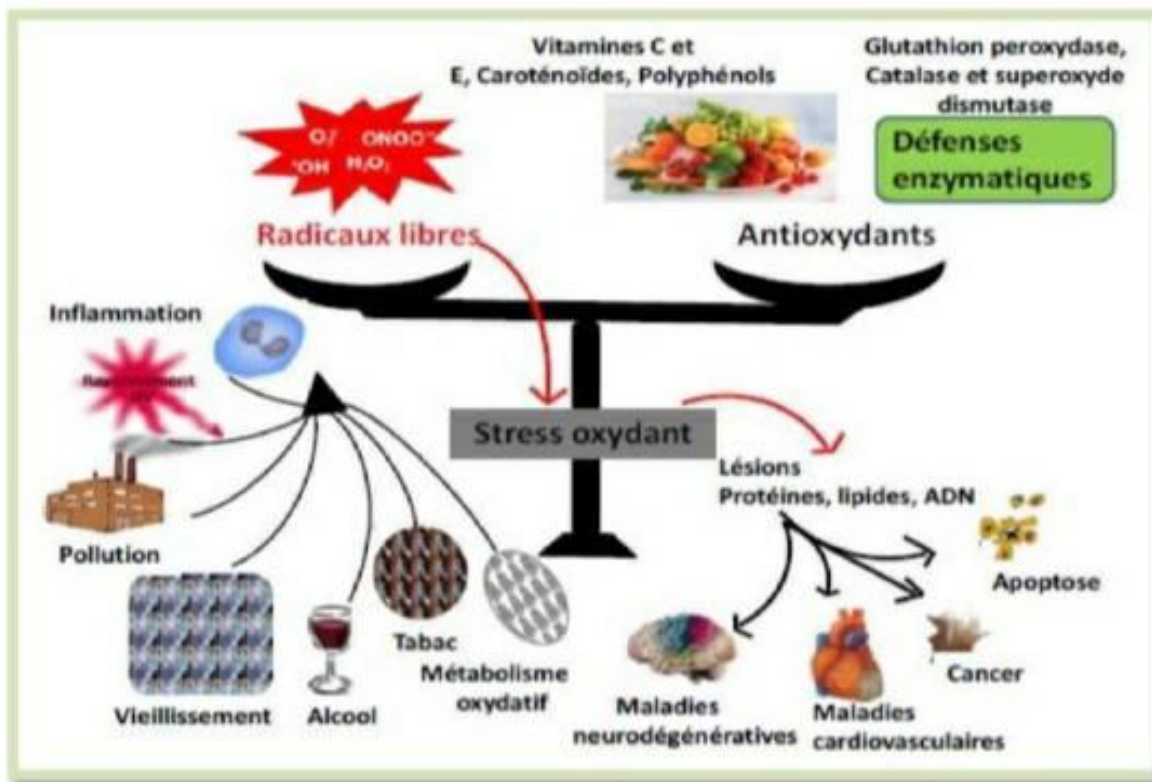 Vitamines C et
E, Caroténoïdes, Polyphénols
Glutathion peroxydase,
Catalase et superoxyde
dismutase
Défenses
enzymatiques
ONOO⁻
°OH H₂O₂
Radicaux libres
Antioxydants
Inflammation
Stress oxydant
Lésions
Protéines, lipides, ADN
Pollution
Apoptose
Tabac
Métabolisme
oxydatif
Cancer
Vieillissement
Alcool
Maladies
neurodégénératives
Maladies
cardiovasculaires